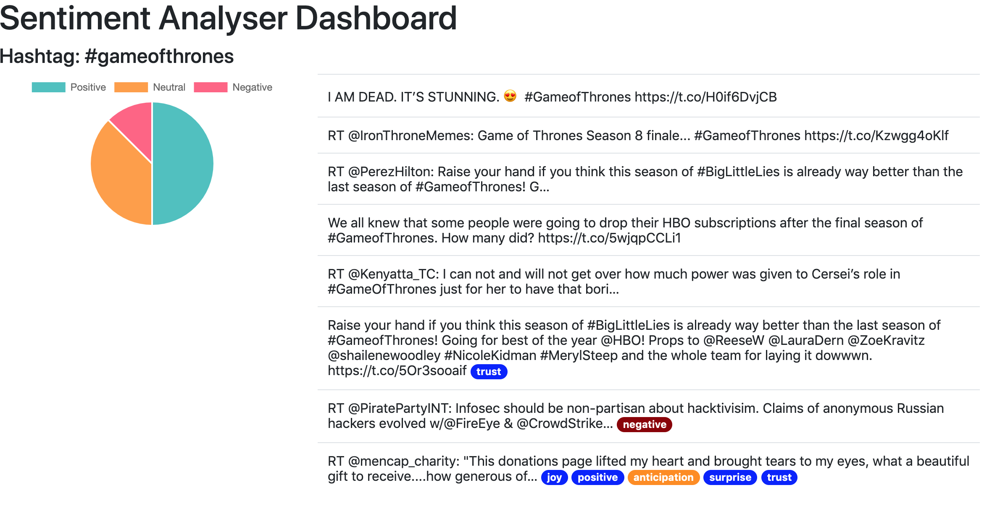 Sentiment Analyser Dashboard
Hashtag: #gameofthrones
Positive Neutral Negative
I AM DEAD. IT’S STUNNING. 😍 #GameofThrones https://t.co/H0if6DvjCB
RT @IronThroneMemes: Game of Thrones Season 8 finale… #GameofThrones https://t.co/Kzwgg4oKlf
RT @PerezHilton: Raise your hand if you think this season of #BigLittleLies is already way better than the
last season of #GameofThrones! G…
We all knew that some people were going to drop their HBO subscriptions after the final season of
#GameofThrones. How many did? https://t.co/5wjqpCCLi1
RT @Kenyatta_TC: I can not and will not get over how much power was given to Cersei’s role in
#GameOfThrones just for her to have that bori…
Raise your hand if you think this season of #BigLittleLies is already way better than the last season of
#GameofThrones! Going for best of the year @HBO! Props to @ReeseW @LauraDern @ZoeKravitz
@shailenewoodley #NicoleKidman #MerylSteep and the whole team for laying it dowwwn.
https://t.co/5Or3sooaif trust
RT @PiratePartyINT: Infosec should be non-partisan about hacktivisim. Claims of anonymous Russian
hackers evolved w/@FireEye & @CrowdStrike… negative
RT @mencap_charity: "This donations page lifted my heart and brought tears to my eyes, what a beautiful
gift to receive....how generous of… joy positive anticipation surprise trust